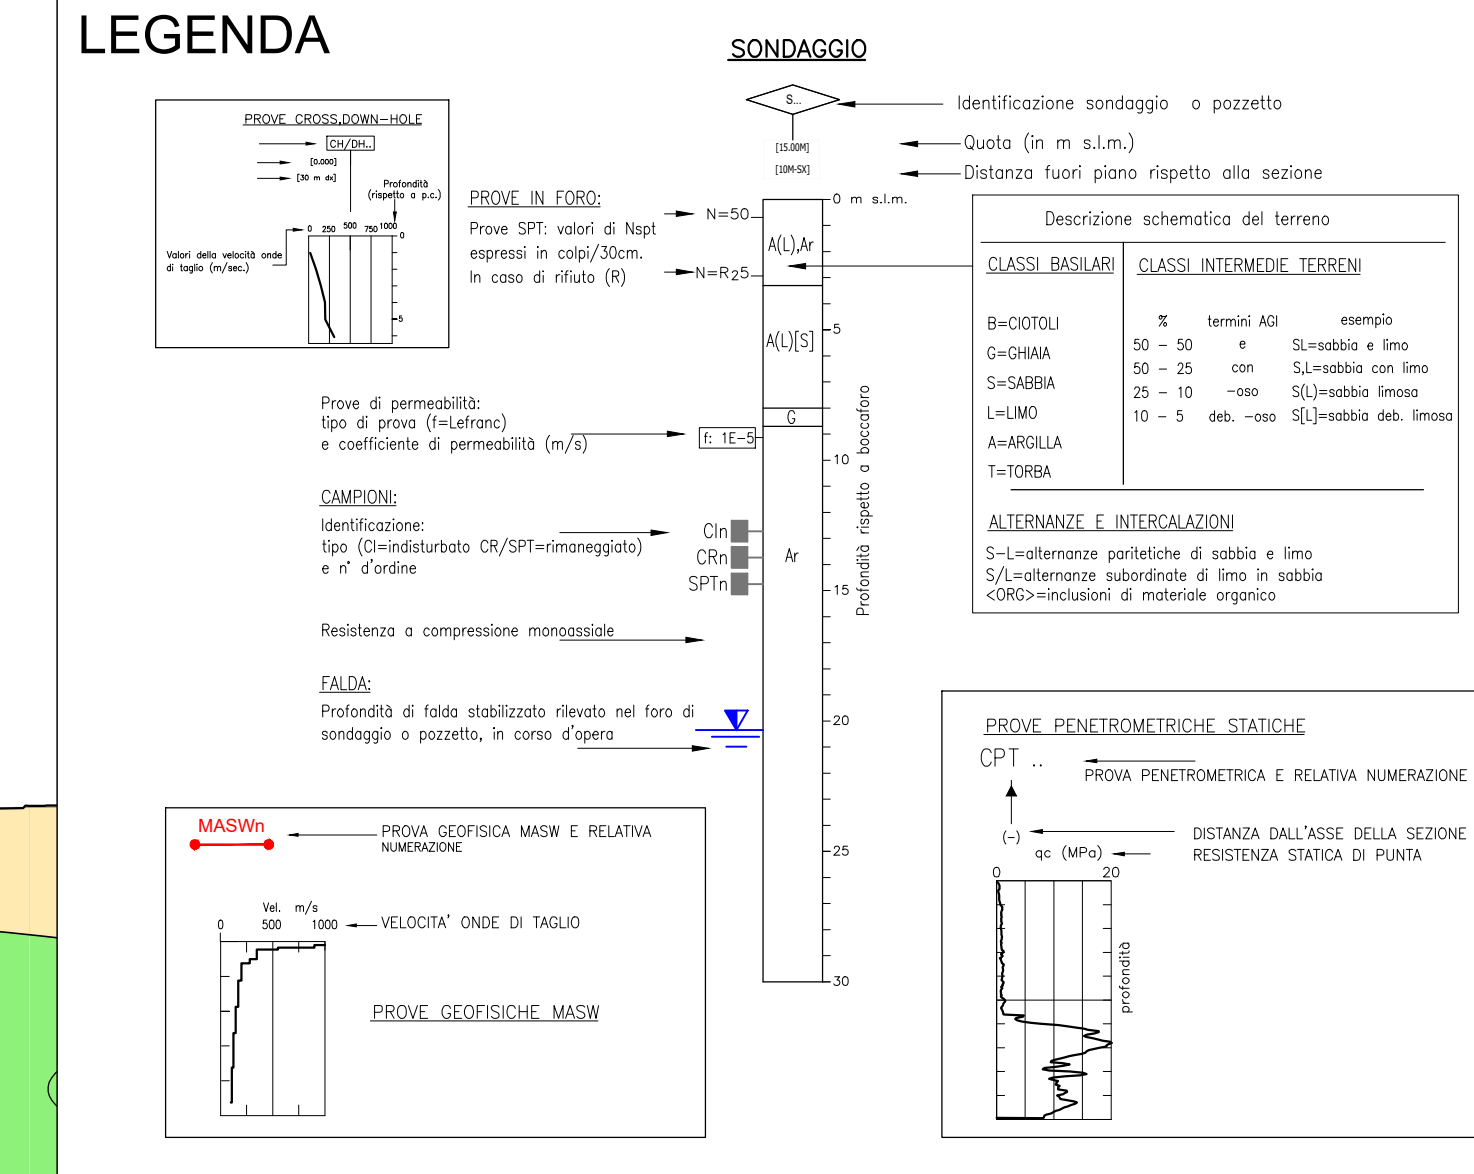 LEGENDA
SONDAGGIO
S...
Identificazione sondaggio o pozzetto
[15.00M]
Quota (in m s.l.m.)
[10M-SX]
Distanza fuori piano rispetto alla sezione
PROVE CROSS,DOWN-HOLE
CH/DH..
[0.000]
[30 m dx]
Profondità
(rispetto a p.c.)
0 250 500 750 1000
0
5
Valori della velocità onde
di taglio (m/sec.)
PROVE IN FORO:
Prove SPT: valori di Nspt
espressi in colpi/30cm.
In caso di rifiuto (R)
N=50
N=R25
0 m s.l.m.
5
10
15
20
25
30
A(L),Ar
A(L)[S]
G
Ar
Profondità rispetto a boccaforo
Prove di permeabilità:
tipo di prova (f=Lefranc)
e coefficiente di permeabilità (m/s)
f: 1E-5
CAMPIONI:
Identificazione:
tipo (CI=indisturbato CR/SPT=rimaneggiato)
e n° d'ordine
CIn
CRn
SPTn
Resistenza a compressione monoassiale
FALDA:
Profondità di falda stabilizzato rilevato nel foro di
sondaggio o pozzetto, in corso d'opera
Descrizione schematica del terreno
CLASSI BASILARI
B=CIOTOLI
G=GHIAIA
S=SABBIA
L=LIMO
A=ARGILLA
T=TORBA
CLASSI INTERMEDIE TERRENI
% termini AGI esempio
50 - 50 e SL=sabbia e limo
50 - 25 con S,L=sabbia con limo
25 - 10 -oso S(L)=sabbia limosa
10 - 5 deb. -oso S[L]=sabbia deb. limosa
ALTERNANZE E INTERCALAZIONI
S-L=alternanze paritetiche di sabbia e limo
S/L=alternanze subordinate di limo in sabbia
<ORG>=inclusioni di materiale organico
MASWn
PROVA GEOFISICA MASW E RELATIVA
NUMERAZIONE
Vel. m/s
0 500 1000
VELOCITA' ONDE DI TAGLIO
PROVE GEOFISICHE MASW
PROVE PENETROMETRICHE STATICHE
CPT ..
PROVA PENETROMETRICA E RELATIVA NUMERAZIONE
(-)
DISTANZA DALL'ASSE DELLA SEZIONE
qc (MPa)
RESISTENZA STATICA DI PUNTA
0 20
profondità